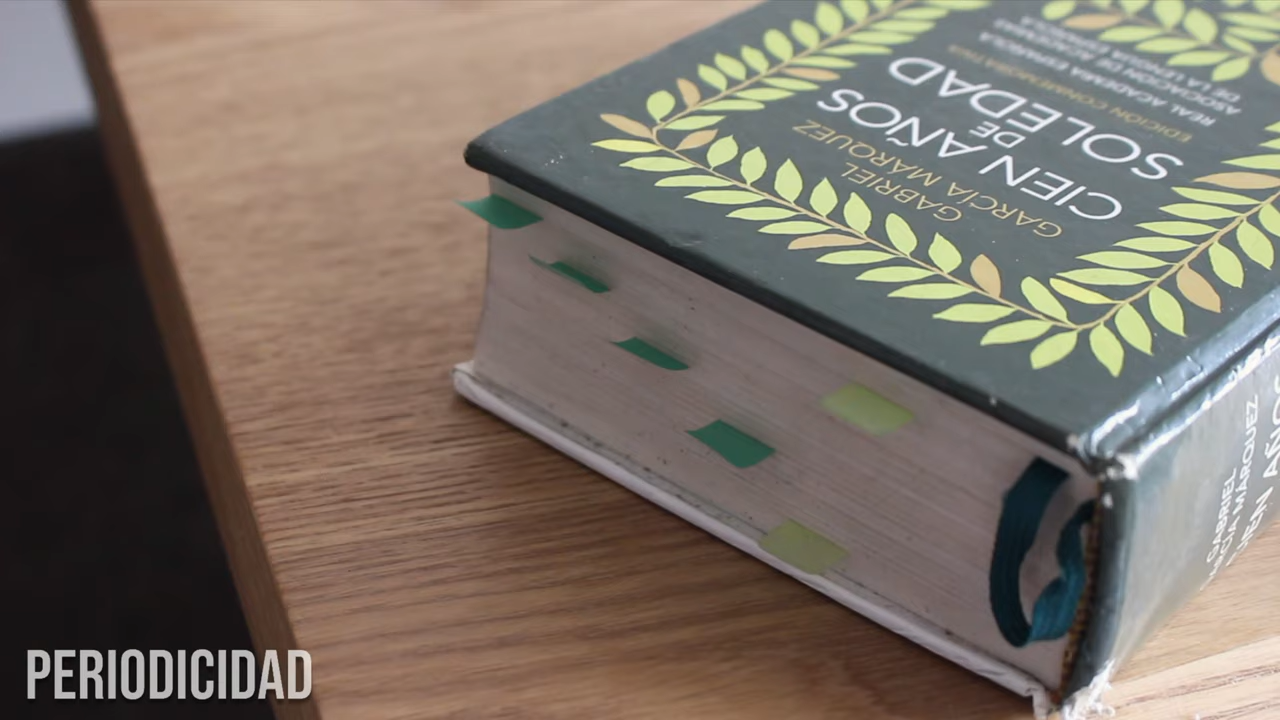 GABRIEL
GARCÍA MÁRQUEZ
CIEN AÑOS
DE
SOLEDAD
EDICIÓN CONMEMORATIVA
REAL ACADEMIA ESPAÑOLA
ASOCIACIÓN DE ACADEMIAS
DE LA LENGUA ESPAÑOLA
GABRIEL
GARCÍA MÁRQUEZ
CIEN AÑOS
PERIODICIDAD